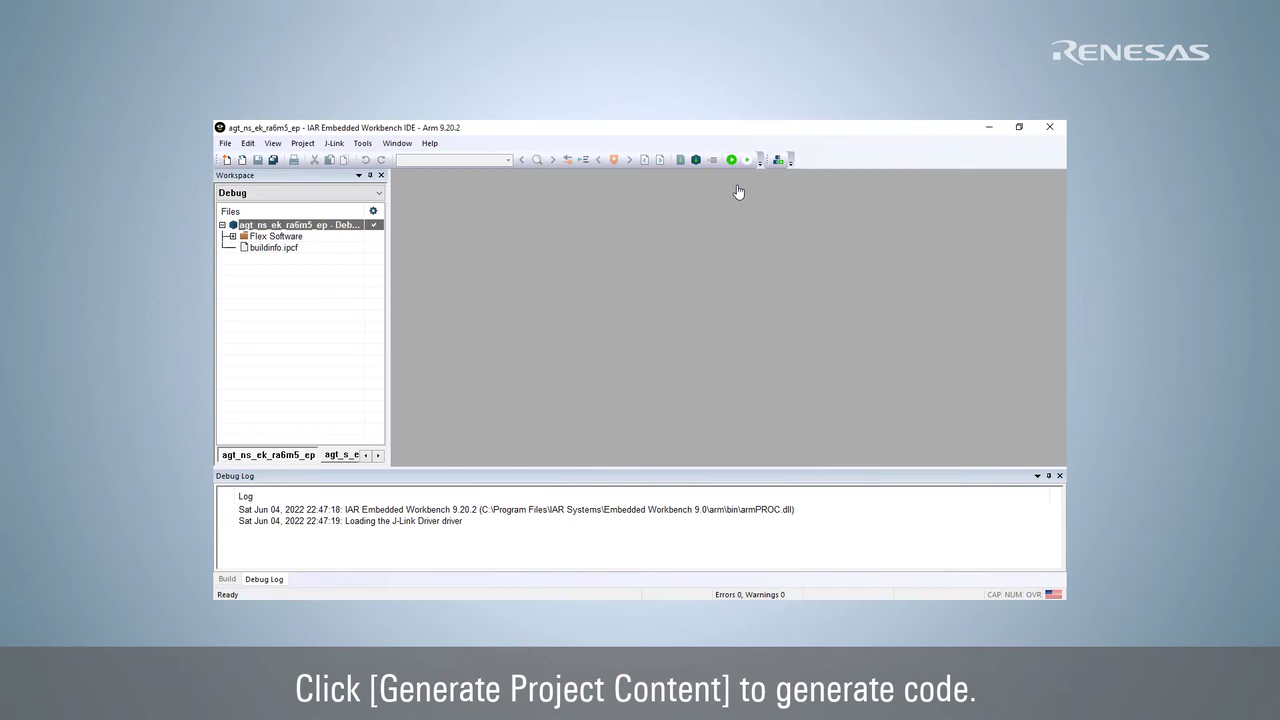 RENESAS
agt_ns_ek_ra6m5_ep - IAR Embedded Workbench IDE - Arm 9.20.2
File Edit View Project J-Link Tools Window Help
Workspace
Debug
Files
agt_ns_ek_ra6m5_ep - Deb...
Flex Software
buildinfo.ipcf
agt_ns_ek_ra6m5_ep agt_s_e
Debug Log
Log
Sat Jun 04, 2022 22:47:18: IAR Embedded Workbench 9.20.2 (C:\Program Files\IAR Systems\Embedded Workbench 9.0\arm\bin\armPROC.dll)
Sat Jun 04, 2022 22:47:19: Loading the J-Link Driver driver
Build Debug Log
Ready Errors 0, Warnings 0 CAP NUM OVR
Click [Generate Project Content] to generate code.